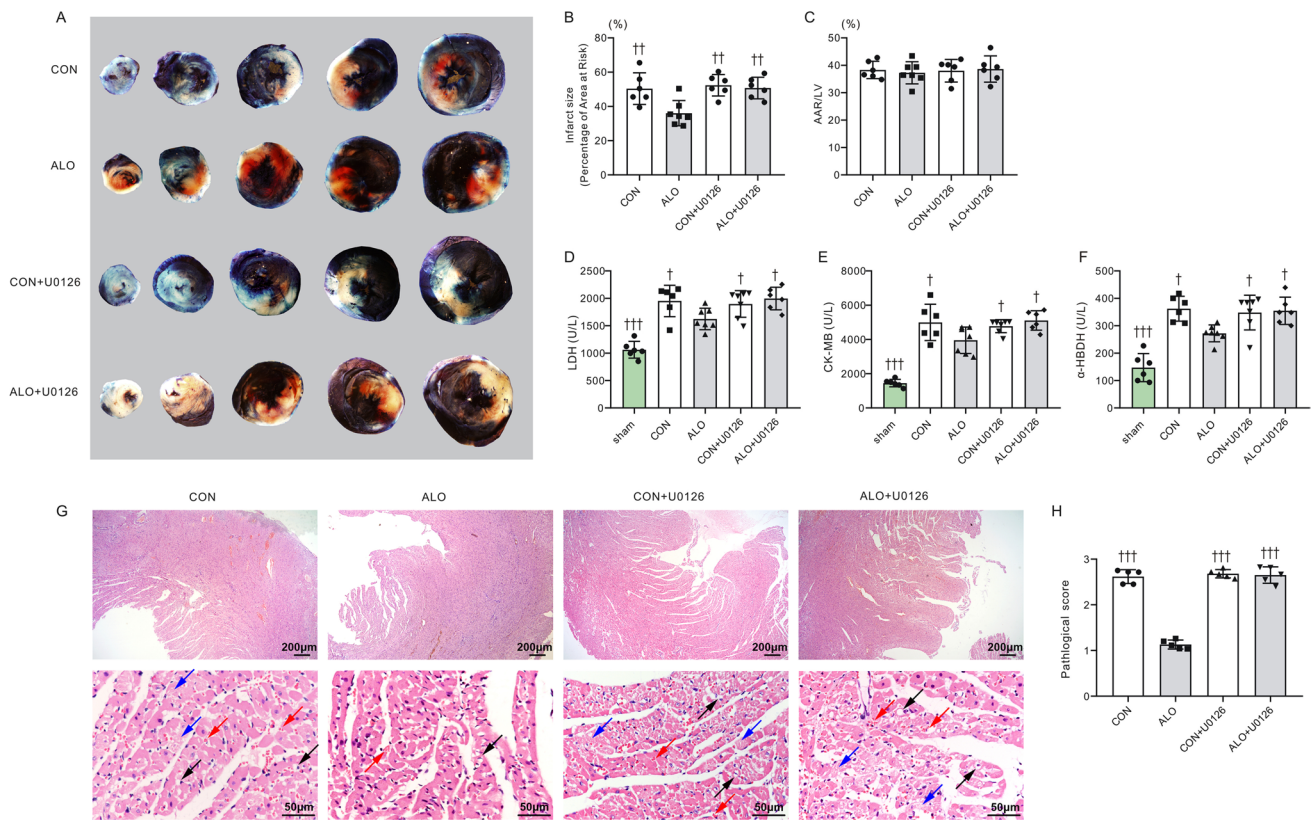 A
CON
ALO
CON+U0126
ALO+U0126
B
(%)
Infarct size
(Percentage of Area at Risk)
80
60
40
20
0
††
††
††
CON
ALO
CON+U0126
ALO+U0126
C
(%)
AAR/LV
50
40
30
20
10
0
CON
ALO
CON+U0126
ALO+U0126
D
LDH (U/L)
2500
2000
1500
1000
500
0
†††
†
†
†
sham
CON
ALO
CON+U0126
ALO+U0126
E
CK-MB (U/L)
8000
6000
4000
2000
0
†††
†
†
†
sham
CON
ALO
CON+U0126
ALO+U0126
F
α-HBDH (U/L)
500
400
300
200
100
0
†††
†
†
†
sham
CON
ALO
CON+U0126
ALO+U0126
G
CON
ALO
CON+U0126
ALO+U0126
200μm
200μm
200μm
200μm
50μm
50μm
50μm
50μm
H
Pathlogical score
3
2
1
0
†††
†††
†††
CON
ALO
CON+U0126
ALO+U0126